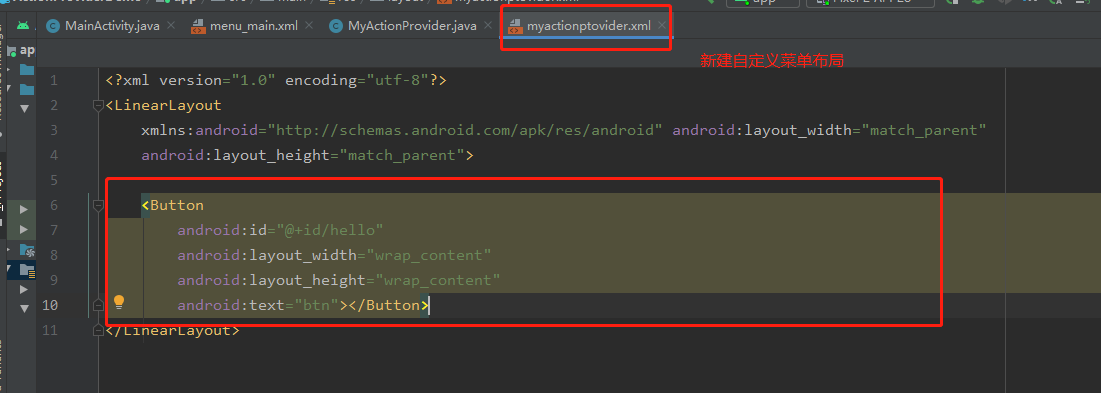 MainActivity.java
menu_main.xml
MyActionProvider.java
myactionptovider.xml
新建自定义菜单布局
ap
1 <?xml version="1.0" encoding="utf-8"?>
2 <LinearLayout
3 xmlns:android="http://schemas.android.com/apk/res/android" android:layout_width="match_parent"
4 android:layout_height="match_parent">
5
6 <Button
7 android:id="@+id/hello"
8 android:layout_width="wrap_content"
9 android:layout_height="wrap_content"
10 android:text="btn"></Button>
11 </LinearLayout>